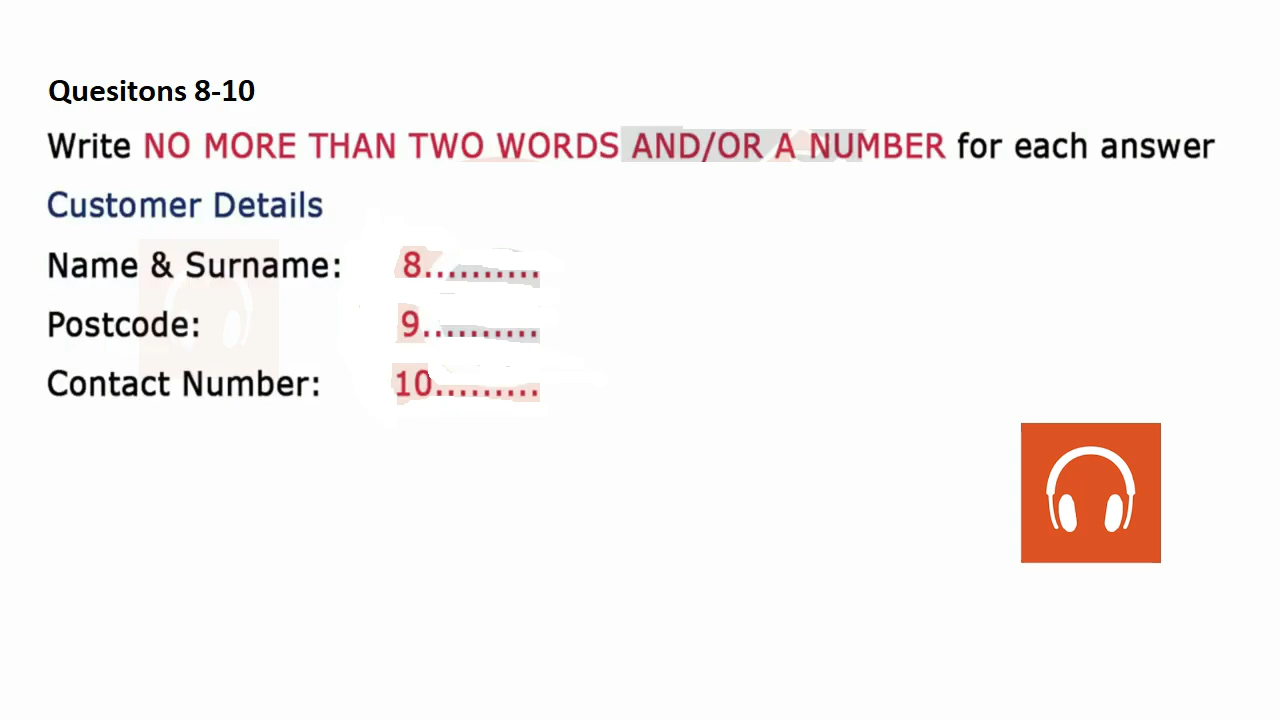 Quesitons 8-10
Write NO MORE THAN TWO WORDS AND/OR A NUMBER for each answer
Customer Details
Name & Surname: 8..........
Postcode: 9..........
Contact Number: 10.........